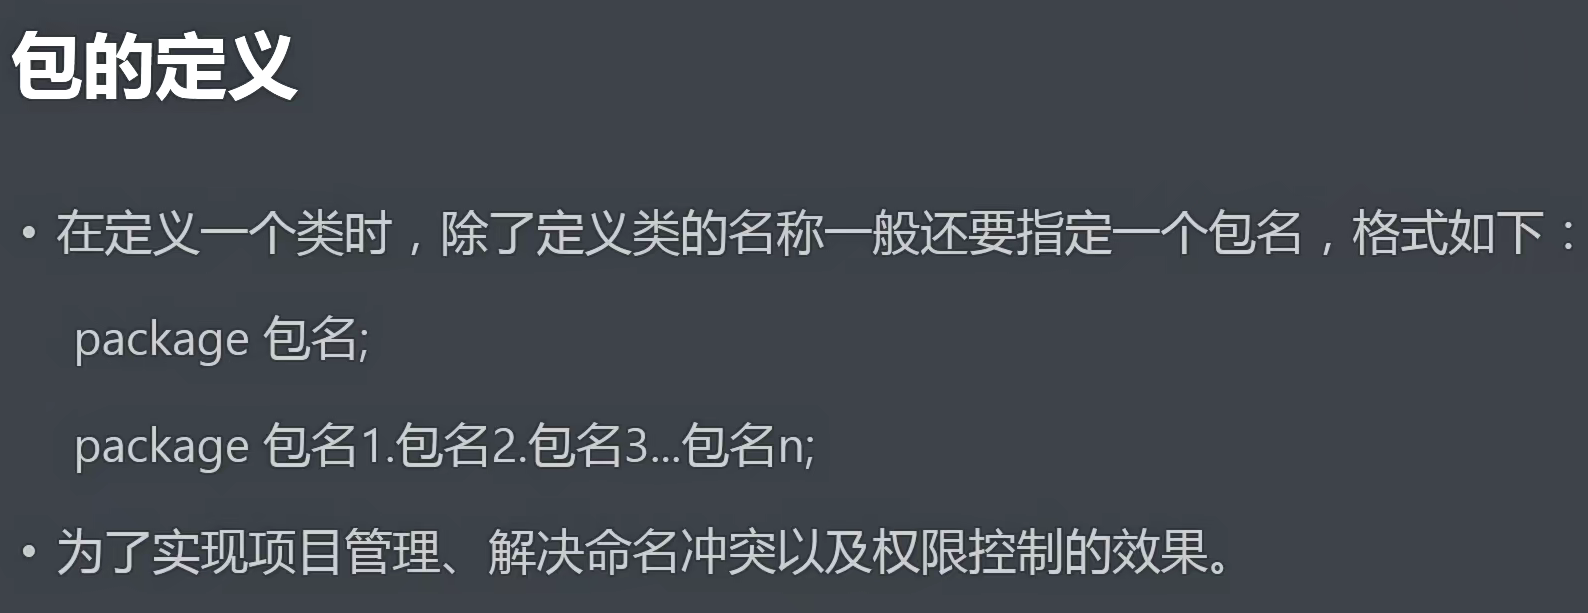 包的定义
• 在定义一个类时，除了定义类的名称一般还要指定一个包名，格式如下：
package 包名;
package 包名1.包名2.包名3...包名n;
• 为了实现项目管理、解决命名冲突以及权限控制的效果。